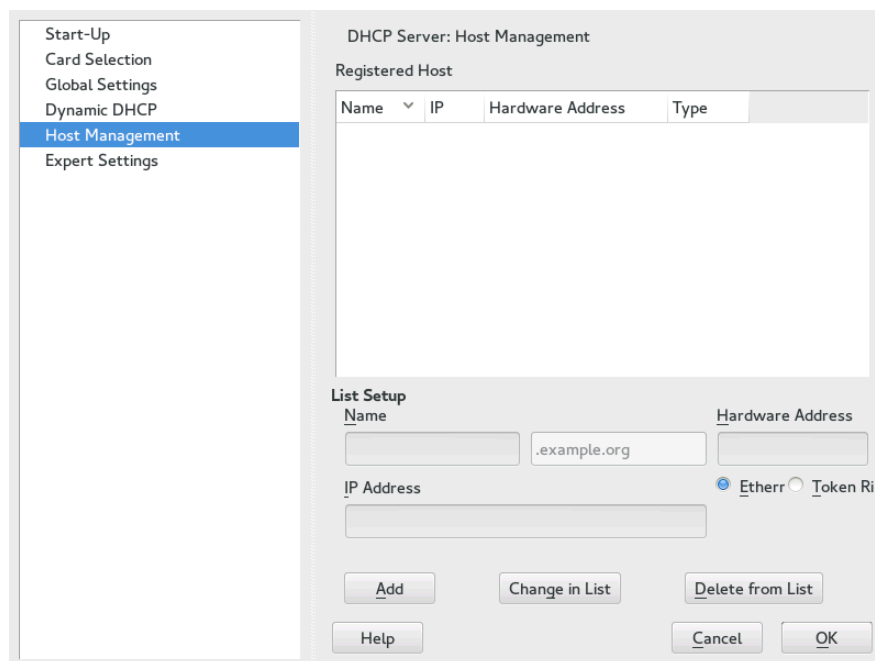 Start-Up
Card Selection
Global Settings
Dynamic DHCP
Host Management
Expert Settings
DHCP Server: Host Management
Registered Host
Name IP Hardware Address Type
List Setup
Name Hardware Address
.example.org
IP Address Etherr Token Ri
Add Change in List Delete from List
Help Cancel OK